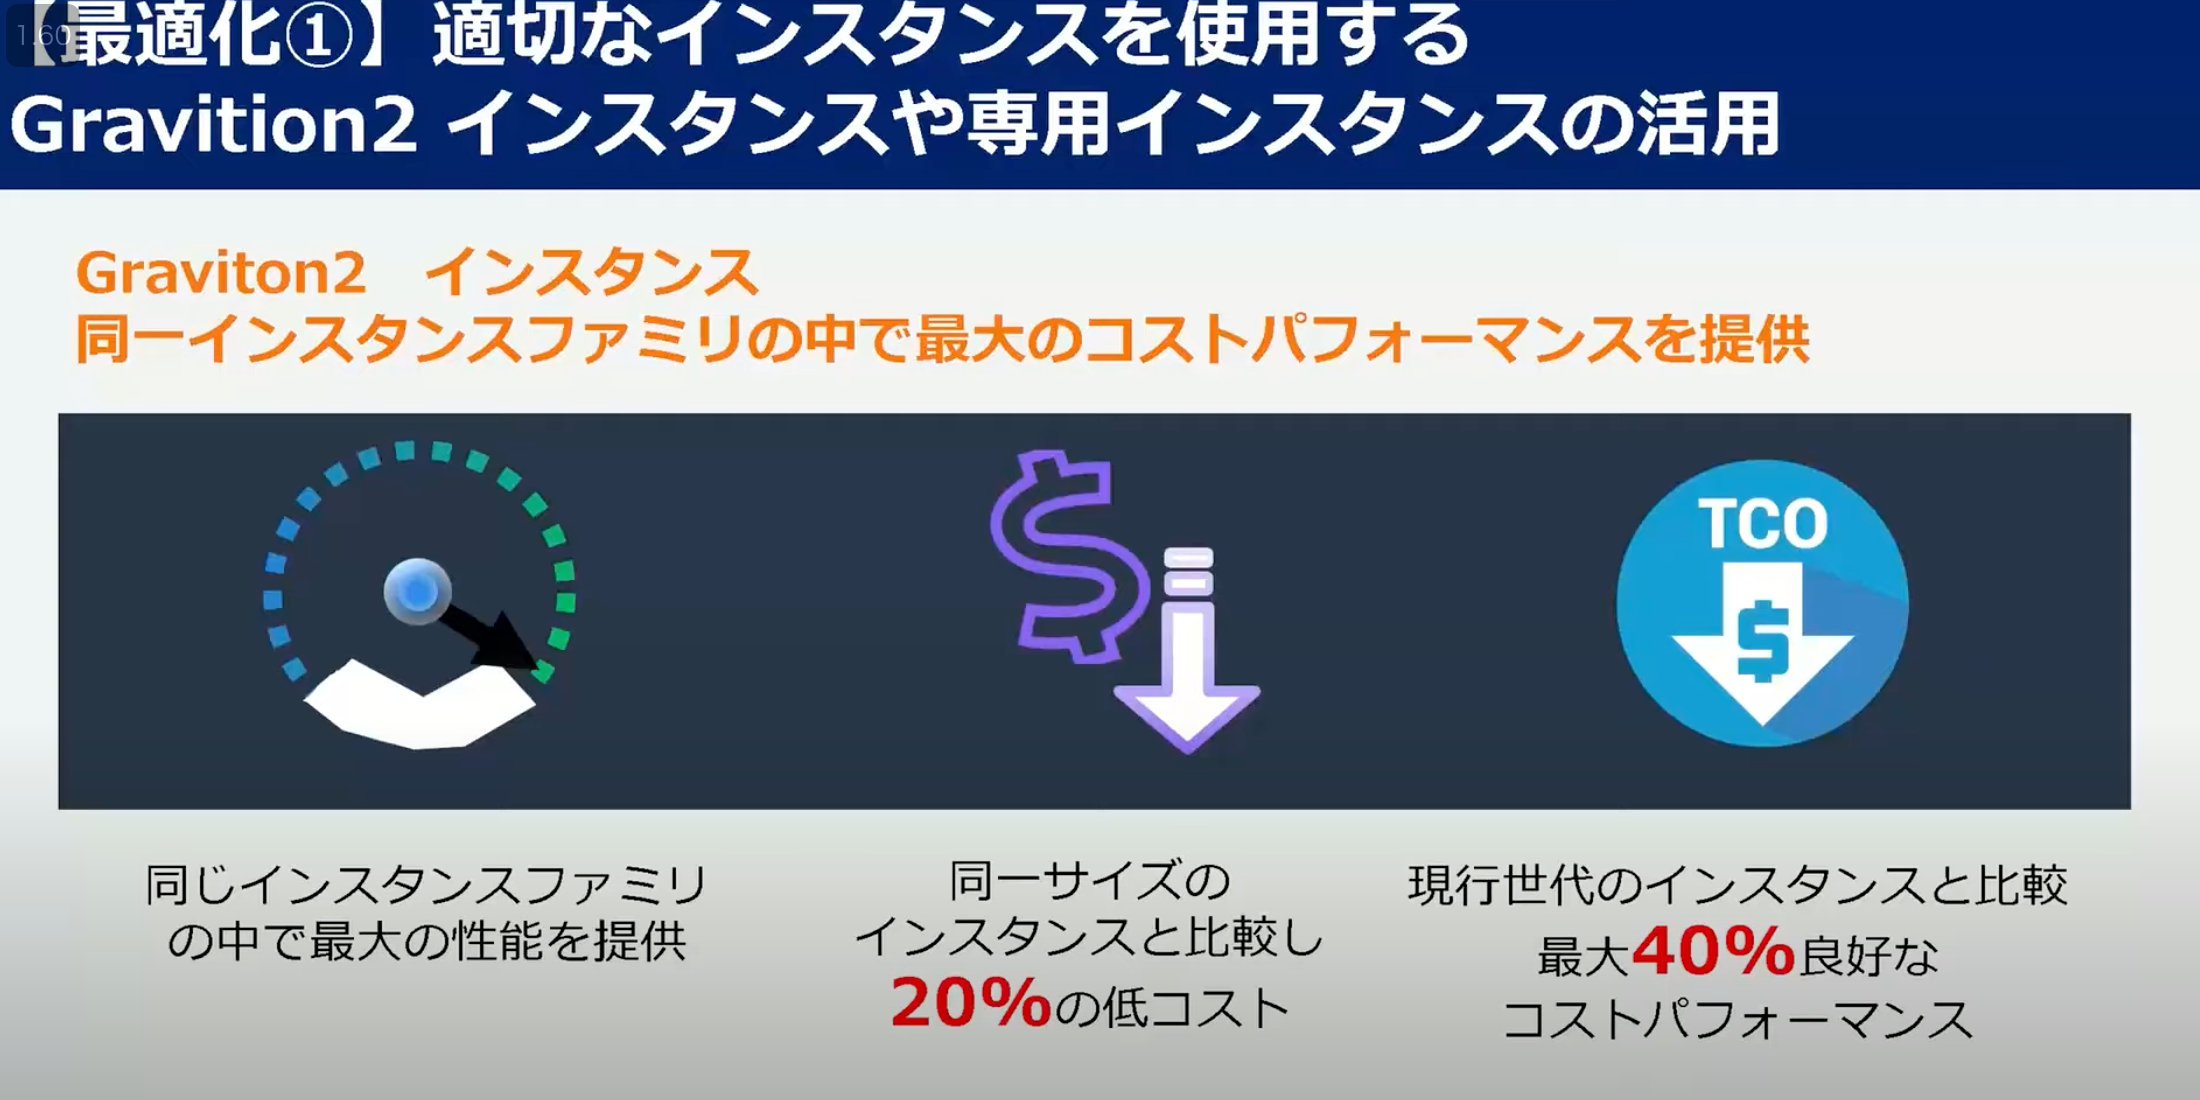 1.60
【最適化①】適切なインスタンスを使用する
Gravition2 インスタンスや専用インスタンスの活用
Graviton2　インスタンス
同一インスタンスファミリの中で最大のコストパフォーマンスを提供
TCO
$
同じインスタンスファミリ
の中で最大の性能を提供
同一サイズの
インスタンスと比較し
20%の低コスト
現行世代のインスタンスと比較
最大40%良好な
コストパフォーマンス